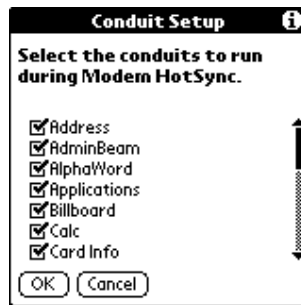 Conduit Setup
Select the conduits to run
during Modem HotSync.
Address
AdminBeam
AlphaWord
Applications
Billboard
Calc
Card Info
OK Cancel